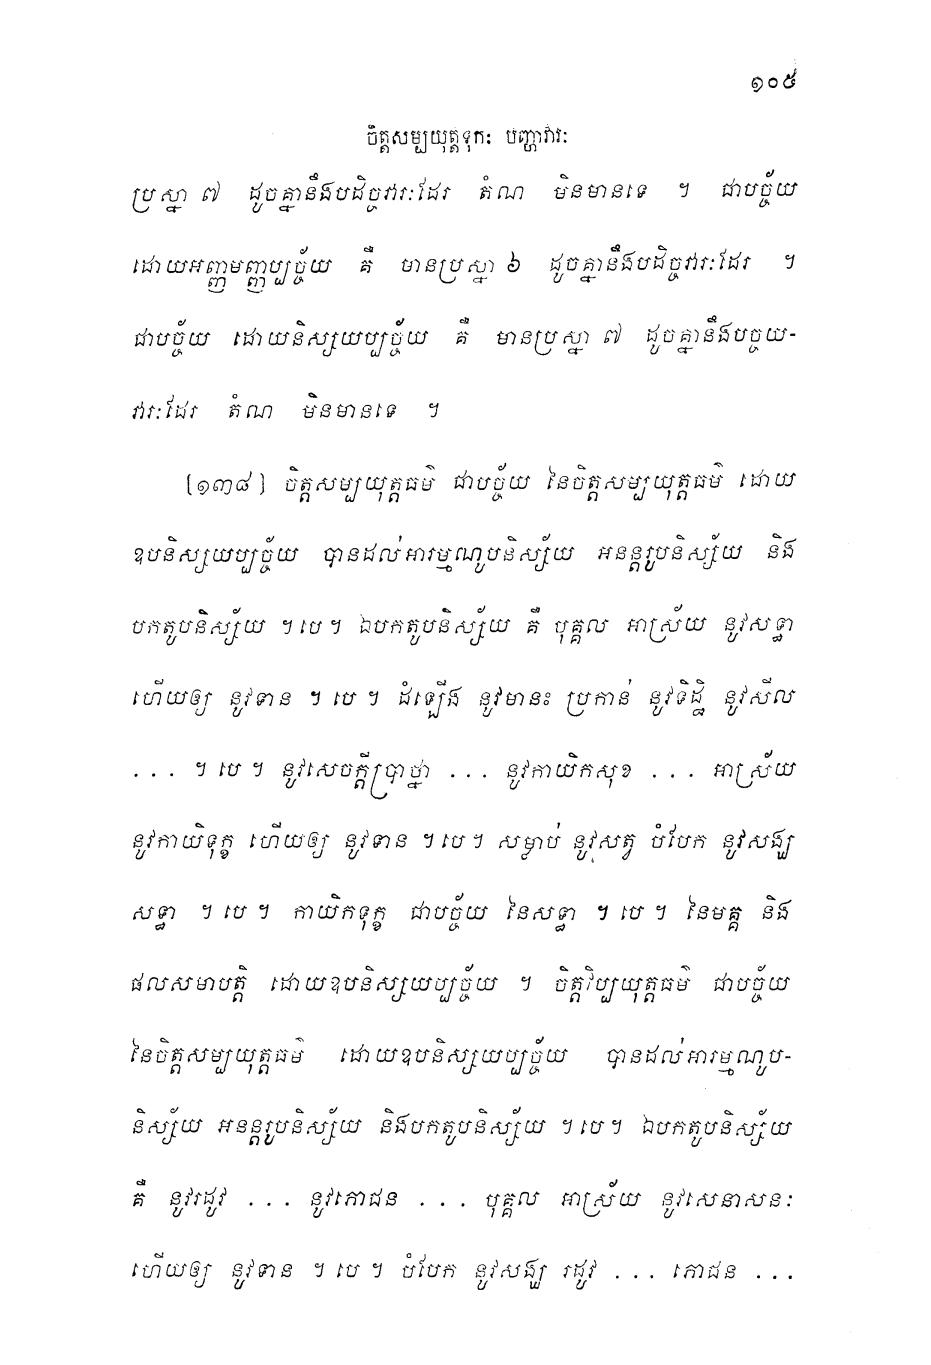 ១០៥
ចិត្តសម្បយុត្តទុកៈ បញ្ហាវារៈ
ប្រស្នា ៧ ដូចគ្នានឹងបដិច្ចវារៈដែរ តំណ មិនមានទេ ។ ជាបច្ច័យ
ដោយអញ្ញមញ្ញប្បច្ច័យ គឺ មានប្រស្នា ៦ ដូចគ្នានឹងបដិច្ចវារៈដែរ ។
ជាបច្ច័យ ដោយនិស្សយប្បច្ច័យ គឺ មានប្រស្នា ៧ ដូចគ្នានឹងបច្ចយ-
វារៈដែរ តំណ មិនមានទេ ។
[១៣៨] ចិត្តសម្បយុត្តធម៌ ជាបច្ច័យ នៃចិត្តសម្បយុត្តធម៌ ដោយ
ឧបនិស្សយប្បច្ច័យ បានដល់អារម្មណូបនិស្ស័យ អនន្តរូបនិស្ស័យ និង
បកតូបនិស្ស័យ ។ បេ ។ ឯបកតូបនិស្ស័យ គឺ បុគ្គល អាស្រ័យ នូវសទ្ធា
ហើយឲ្យ នូវទាន ។ បេ ។ ដំឡើង នូវមានះ ប្រកាន់ នូវទិដ្ឋិ នូវសីល
... ។ បេ ។ នូវសេចក្តីប្រាថ្នា ... នូវកាយិកសុខ ... អាស្រ័យ
នូវកាយិទុក្ខ ហើយឲ្យ នូវទាន ។ បេ ។ សម្លាប់ នូវសត្វ បំបែក នូវសង្ឃ
សទ្ធា ។ បេ ។ កាយិកទុក្ខ ជាបច្ច័យ នៃសទ្ធា ។ បេ ។ នៃមគ្គ និង
ផលសមាបត្តិ ដោយឧបនិស្សយប្បច្ច័យ ។ ចិត្តវិប្បយុត្តធម៌ ជាបច្ច័យ
នៃចិត្តសម្បយុត្តធម៌ ដោយឧបនិស្សយប្បច្ច័យ បានដល់អារម្មណូប-
និស្ស័យ អនន្តរូបនិស្ស័យ និងបកតូបនិស្ស័យ ។ បេ ។ ឯបកតូបនិស្ស័យ
គឺ នូវរដូវ ... នូវភោជន ... បុគ្គល អាស្រ័យ នូវសេនាសនៈ
ហើយឲ្យ នូវទាន ។ បេ ។ បំបែក នូវសង្ឃ រដូវ ... ភោជន ...